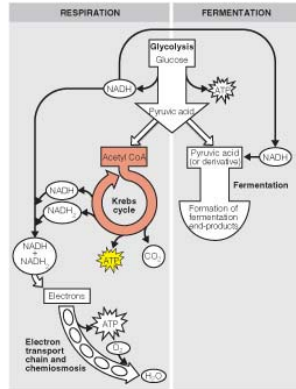 RESPIRATION
FERMENTATION
Glycolysis
Glucose
NADH
ATP
Pyruvic acid
Acetyl CoA
Pyruvic acid
(or derivative)
NADH
NADH
Fermentation
Krebs
cycle
NADH₂
Formation of
fermentation
end-products
ATP
CO₂
NADH
+
NADH₂
Electrons
ATP
Electron
transport
chain and
chemiosmosis
O₂